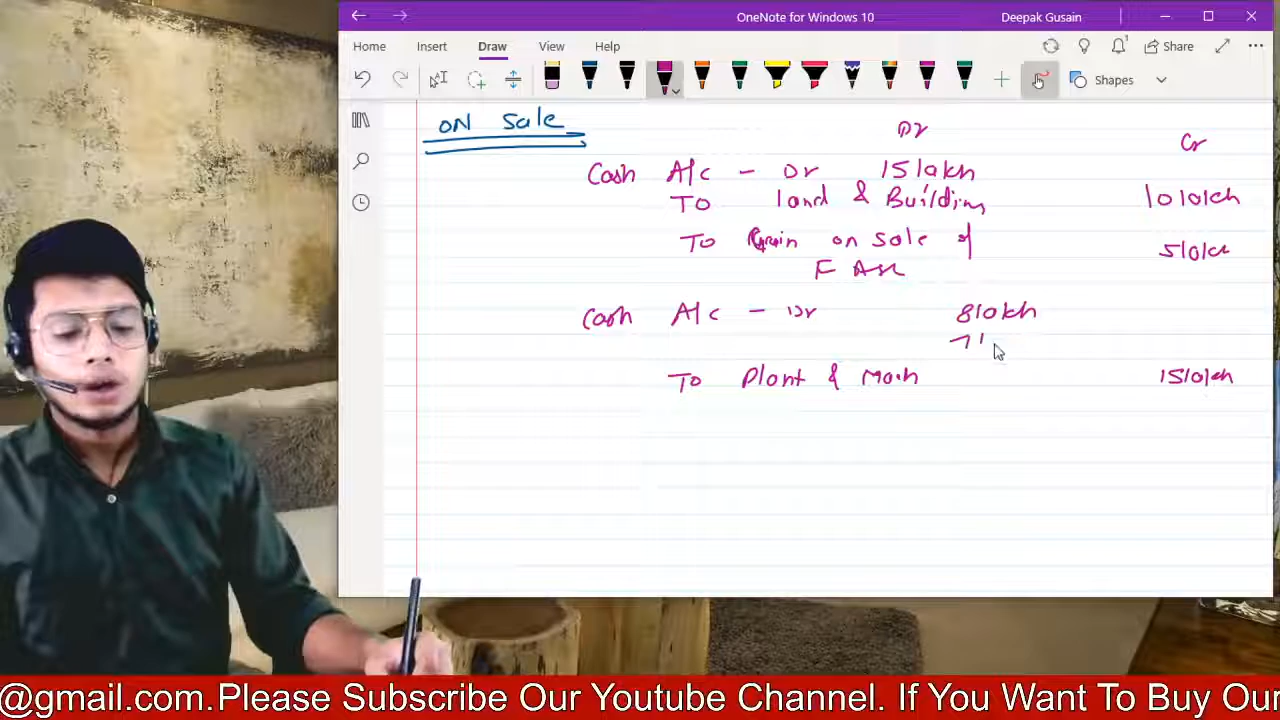 OneNote for Windows 10
Deepak Gusain
Home Insert Draw View Help
Share
Shapes
ON Sale
Dr
Cr
Cash A/c - Dr 15 lakh
To land & Building 10 lakh
To gain on sale of 5 lakh
F Ass
Cash A/c - Dr 8 lakh
7 l
To Plant & Mach 15 lakh
@gmail.com.Please Subscribe Our Youtube Channel. If You Want To Buy Our